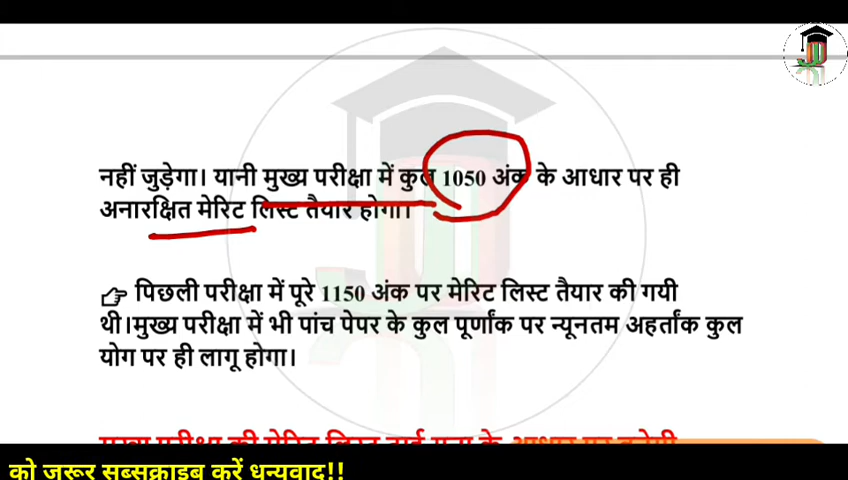 नहीं जुड़ेगा। यानी मुख्य परीक्षा में कुल 1050 अंक के आधार पर ही
अनारक्षित मेरिट लिस्ट तैयार होगा।
👉 पिछली परीक्षा में पूरे 1150 अंक पर मेरिट लिस्ट तैयार की गयी
थी।मुख्य परीक्षा में भी पांच पेपर के कुल पूर्णांक पर न्यूनतम अहर्तांक कुल
योग पर ही लागू होगा।
को जरूर सब्सक्राइब करें धन्यवाद!!